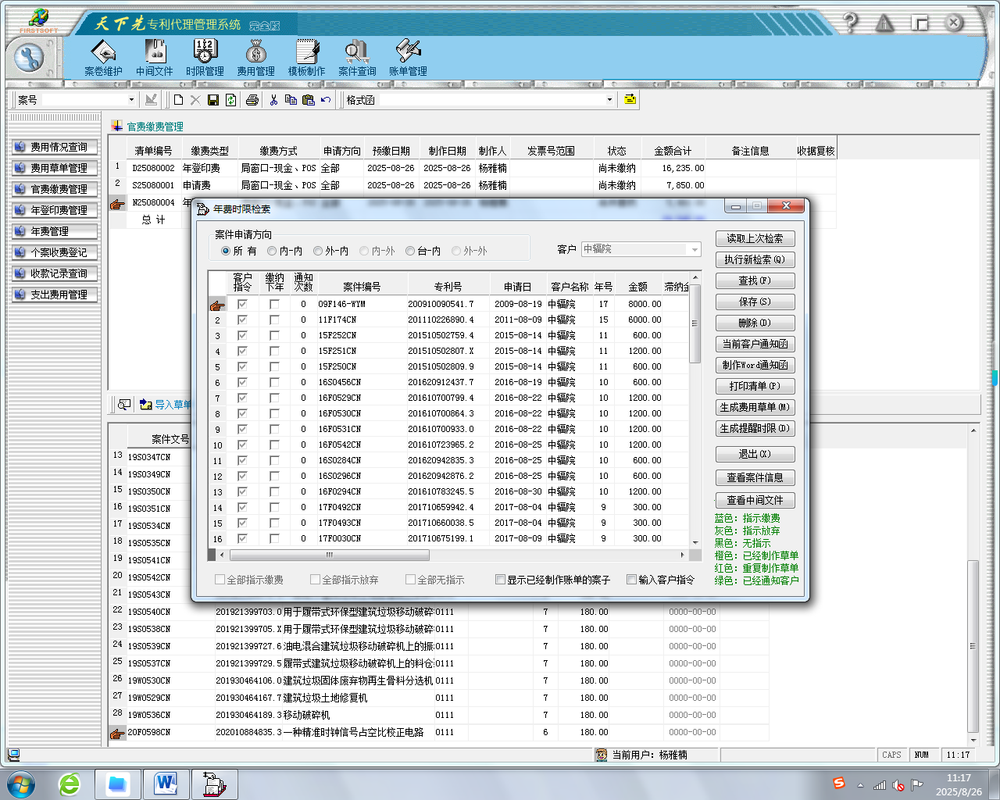 FIRSTSOFT 天下先专利代理管理系统 完全版
案卷维护 中间文件 时限管理 费用管理 模板制作 案件查询 账单管理
案号 格式函
官费缴费管理
费用情况查询
费用草单管理
官费缴费管理
年登印费管理
年费管理
个案收费登记
收款记录查询
支出费用管理
清单编号 缴费类型 缴费方式 申请方向 预缴日期 制作日期 制作人 发票号范围 状态 金额合计 备注信息 收据复核
1 D25080002 年登印费 局窗口-现金、POS 全部 2025-08-26 2025-08-26 杨雅楠 尚未缴纳 16,235.00
2 S25080001 申请费 局窗口-现金、POS 全部 2025-08-26 2025-08-26 杨雅楠 尚未缴纳 7,850.00
N25080004
总 计
导入草单
年费时限检索
案件申请方向
所 有 内-内 外-内 内-外 台-内 外-外
客户 中辐院
客户指令 缴纳下年 通知次数 案件编号 专利号 申请日 客户名称 年号 金额 滞纳金
0 09F146-WYM 200910090541.7 2009-08-19 中辐院 17 8000.00
2 0 11F174CN 201110226890.4 2011-08-09 中辐院 15 6000.00
3 0 15F252CN 201510502759.4 2015-08-14 中辐院 11 600.00
4 0 15F251CN 201510502807.X 2015-08-14 中辐院 11 1200.00
5 0 15F250CN 201510502809.9 2015-08-14 中辐院 11 600.00
6 0 16S0456CN 201620912437.7 2016-08-19 中辐院 10 600.00
7 0 16F0529CN 201610700799.4 2016-08-22 中辐院 10 1200.00
8 0 16F0530CN 201610700864.3 2016-08-22 中辐院 10 1200.00
9 0 16F0531CN 201610700933.0 2016-08-22 中辐院 10 1200.00
10 0 16F0542CN 201610723965.2 2016-08-25 中辐院 10 1200.00
11 0 16S0284CN 201620942835.3 2016-08-25 中辐院 10 600.00
12 0 16S0296CN 201620942876.2 2016-08-25 中辐院 10 600.00
13 0 16F0294CN 201610783245.5 2016-08-30 中辐院 10 1200.00
14 0 17F0492CN 201710659942.4 2017-08-04 中辐院 9 300.00
15 0 17F0493CN 201710660038.5 2017-08-04 中辐院 9 300.00
16 0 17F0030CN 201710675199.1 2017-08-09 中辐院 9 300.00
全部指示缴费 全部指示放弃 全部无指示 显示已经制作账单的案子 输入客户指令
读取上次检索
执行新检索(Q)
查找(F)
保存(S)
删除(D)
当前客户通知函
制作Word通知函
打印清单(P)
生成费用草单(M)
生成提醒时限(D)
退出(X)
查看案件信息
查看中间文件
蓝色：指示缴费
灰色：指示放弃
黑色：无指示
橙色：已经制作草单
红色：重复制作草单
绿色：已经通知客户
案件文号
13 19S0347CN
14 19S0349CN
15 19S0350CN
16 19S0351CN
17 19S0534CN
18 19S0535CN
19 19S0541CN
20 19S0542CN
21 19S0543CN
22 19S0540CN 201921399703.0 用于履带式环保型建筑垃圾移动破碎 0111 7 180.00 0000-00-00
23 19S0538CN 201921399705.X 用于履带式环保型建筑垃圾移动破碎 0111 7 180.00 0000-00-00
24 19S0539CN 201921399727.6 油电混合建筑垃圾移动破碎机上的振 0111 7 180.00 0000-00-00
25 19S0537CN 201921399729.5 履带式建筑垃圾移动破碎机上的料仓 0111 7 180.00 0000-00-00
26 19W0530CN 201930464106.0 建筑垃圾固体废弃物再生骨料分选机 0111 7 180.00 0000-00-00
27 19W0529CN 201930464167.7 建筑垃圾土地修复机 0111 7 180.00 0000-00-00
28 19W0536CN 201930464189.3 移动破碎机 0111 7 180.00 0000-00-00
20F0598CN 202010884835.3 一种精准时钟信号占空比校正电路 0111 6 180.00 0000-00-00
当前用户：杨雅楠 CAPS NUM 11:17
11:17
2025/8/26